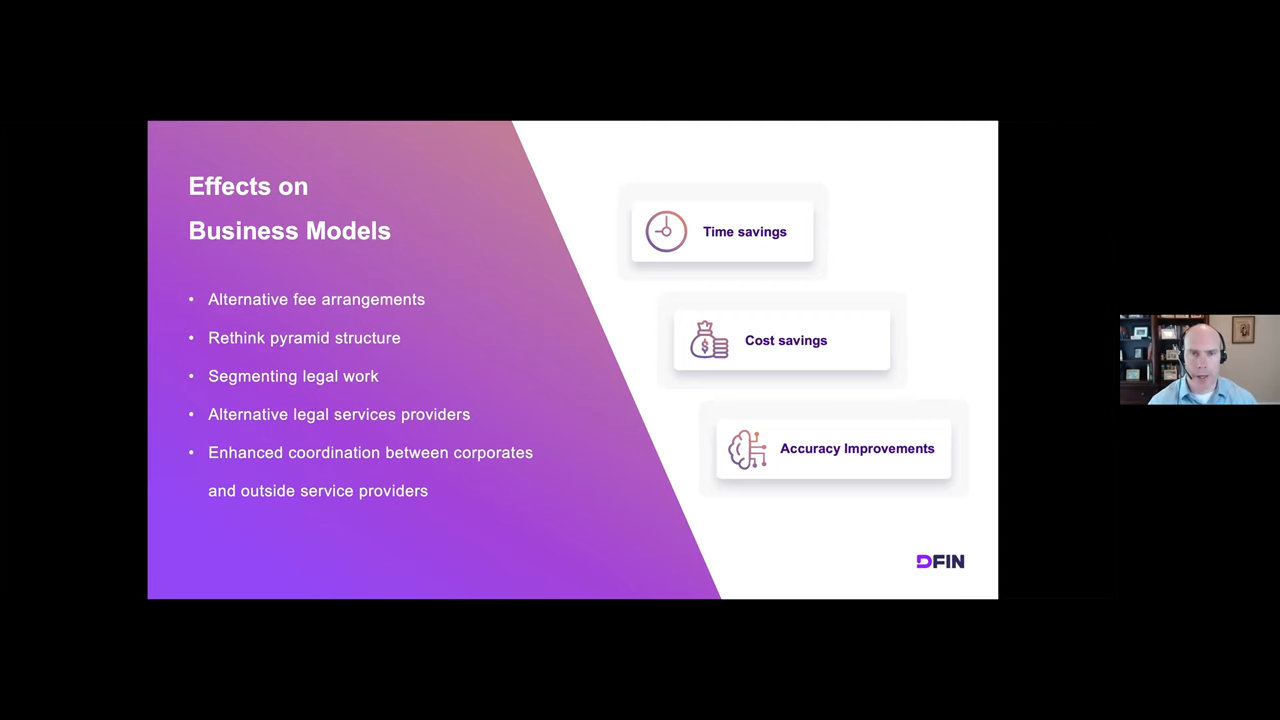 Effects on
Business Models
• Alternative fee arrangements
• Rethink pyramid structure
• Segmenting legal work
• Alternative legal services providers
• Enhanced coordination between corporates
and outside service providers
Time savings
$
Cost savings
Accuracy Improvements
DFIN